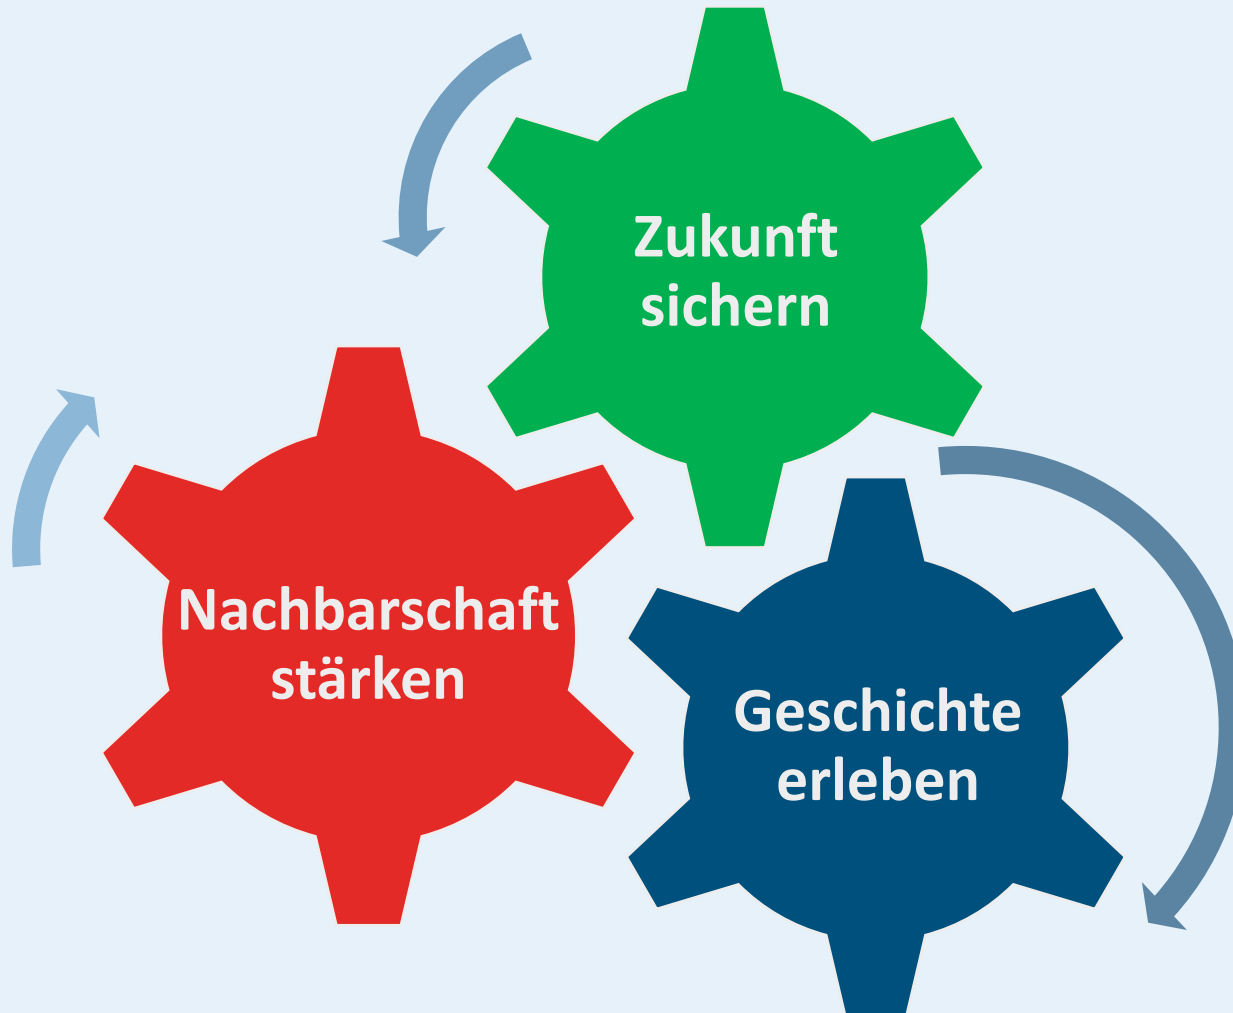 Zukunft
sichern
Nachbarschaft
stärken
Geschichte
erleben